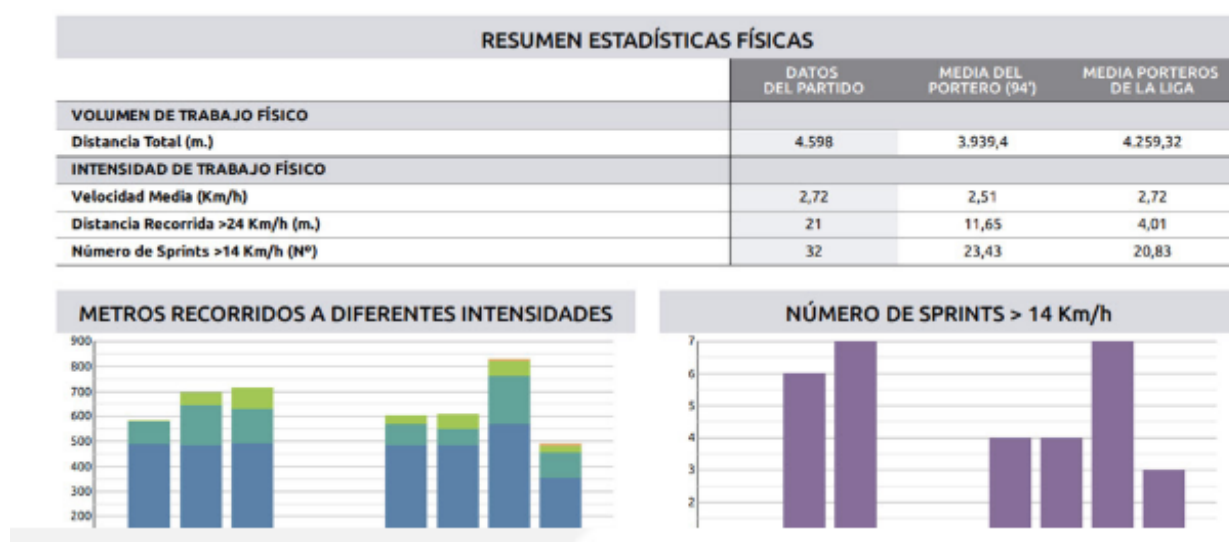 RESUMEN ESTADÍSTICAS FÍSICAS
DATOS DEL PARTIDO MEDIA DEL PORTERO (94') MEDIA PORTEROS DE LA LIGA
VOLUMEN DE TRABAJO FÍSICO
Distancia Total (m.) 4.598 3.939,4 4.259,32
INTENSIDAD DE TRABAJO FÍSICO
Velocidad Media (Km/h) 2,72 2,51 2,72
Distancia Recorrida >24 Km/h (m.) 21 11,65 4,01
Número de Sprints >14 Km/h (Nº) 32 23,43 20,83
METROS RECORRIDOS A DIFERENTES INTENSIDADES
900
800
700
600
500
400
300
200
NÚMERO DE SPRINTS > 14 Km/h
7
6
5
4
3
2